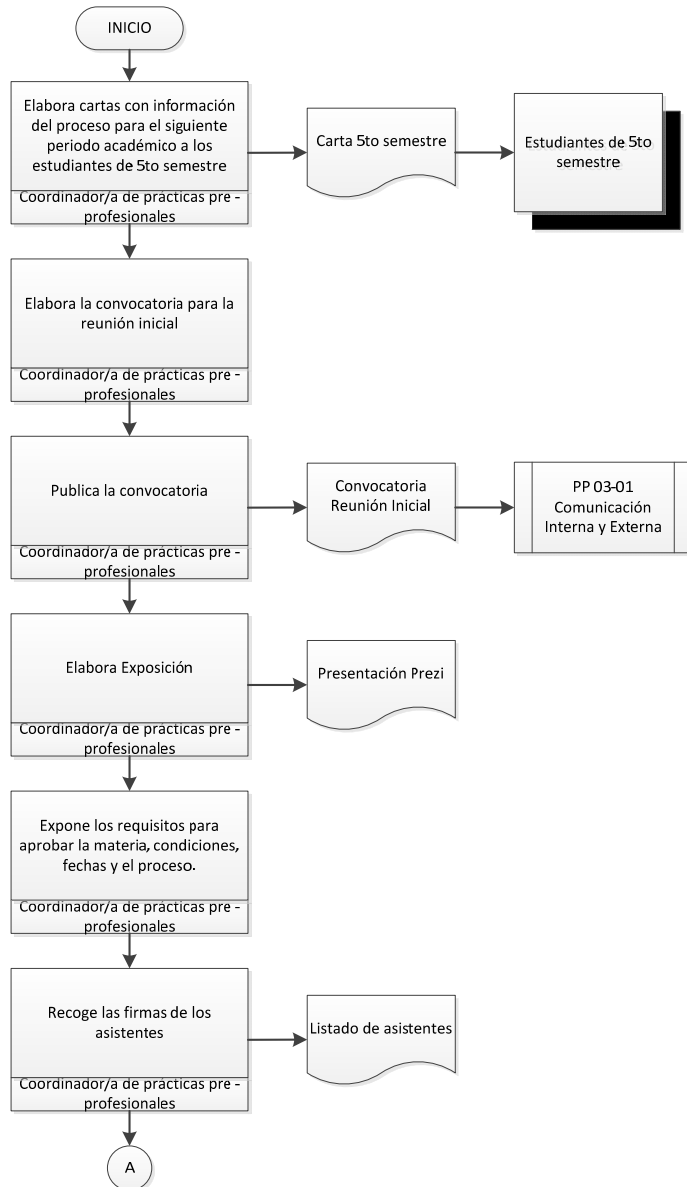 INICIO
Elabora cartas con información
del proceso para el siguiente
periodo académico a los
estudiantes de 5to semestre
Coordinador/a de prácticas pre -
profesionales
Carta 5to semestre
Estudiantes de 5to
semestre
Elabora la convocatoria para la
reunión inicial
Coordinador/a de prácticas pre -
profesionales
Publica la convocatoria
Coordinador/a de prácticas pre -
profesionales
Convocatoria
Reunión Inicial
PP 03-01
Comunicación
Interna y Externa
Elabora Exposición
Coordinador/a de prácticas pre -
profesionales
Presentación Prezi
Expone los requisitos para
aprobar la materia, condiciones,
fechas y el proceso.
Coordinador/a de prácticas pre -
profesionales
Recoge las firmas de los
asistentes
Coordinador/a de prácticas pre -
profesionales
Listado de asistentes
A